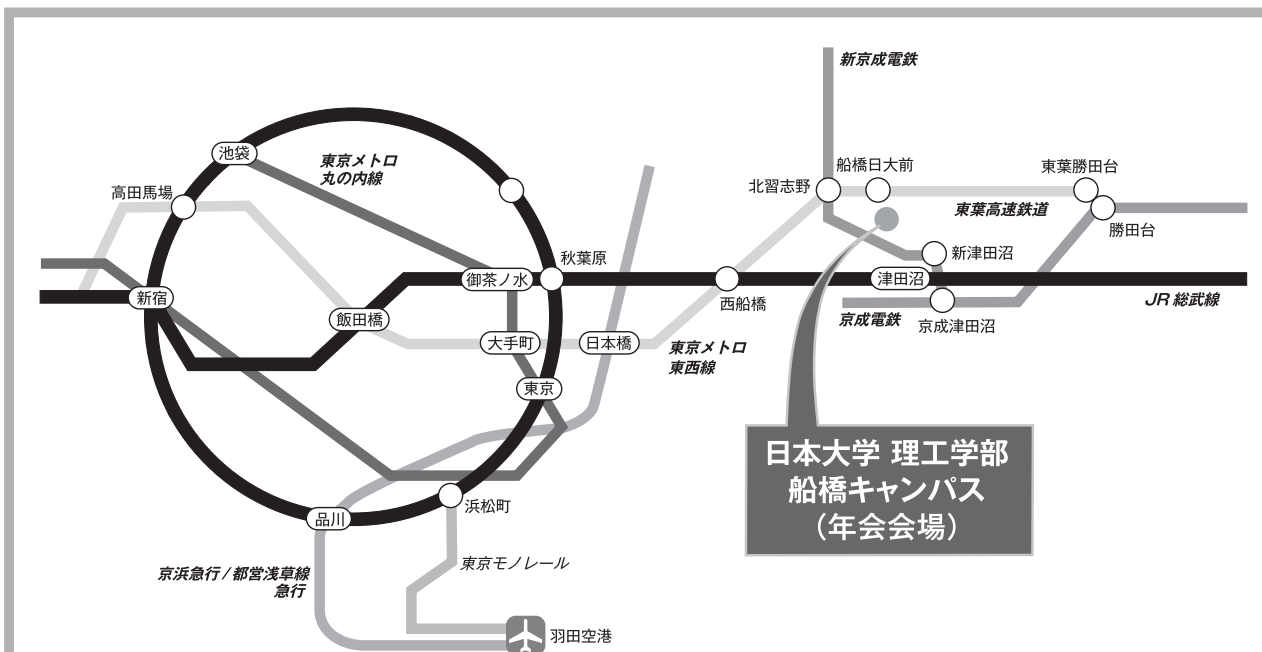 新京成電鉄
池袋
東京メトロ
丸の内線
船橋日大前
東葉勝田台
高田馬場
北習志野
東葉高速鉄道
勝田台
秋葉原
新津田沼
御茶ノ水
津田沼
新宿
西船橋
JR 総武線
飯田橋
京成電鉄
京成津田沼
大手町
日本橋
東京メトロ
東西線
東京
日本大学 理工学部
船橋キャンパス
(年会会場)
浜松町
品川
東京モノレール
京浜急行/都営浅草線
急行
羽田空港